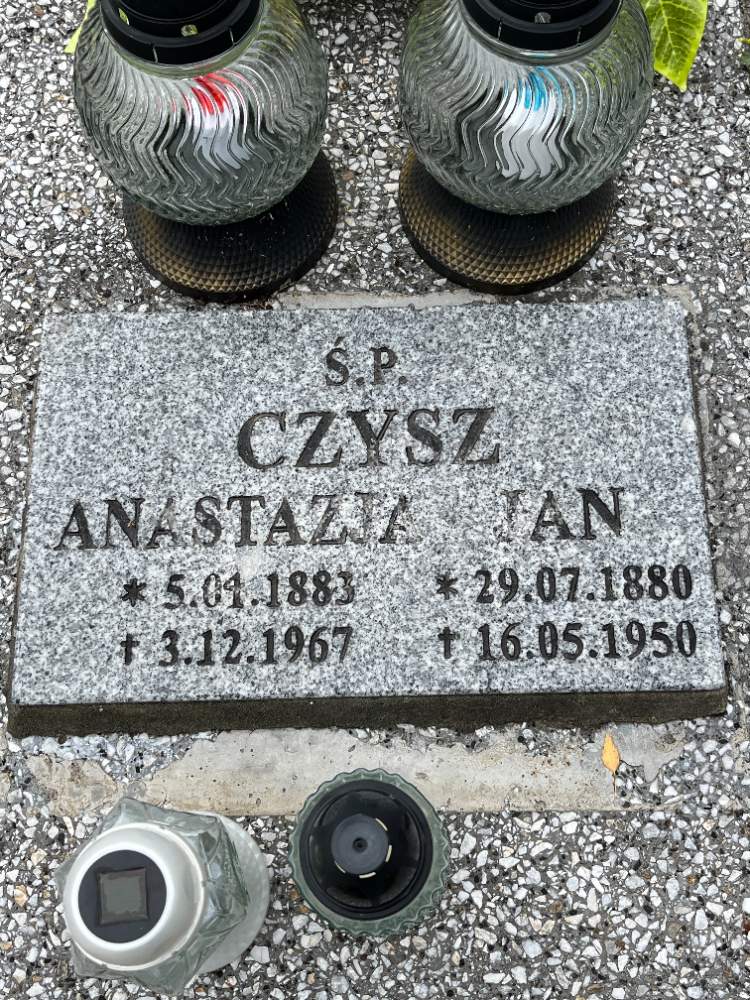 Ś.P.
CZYSZ
ANASTAZJA JAN
* 5.01.1883 * 29.07.1880
† 3.12.1967 † 16.05.1950